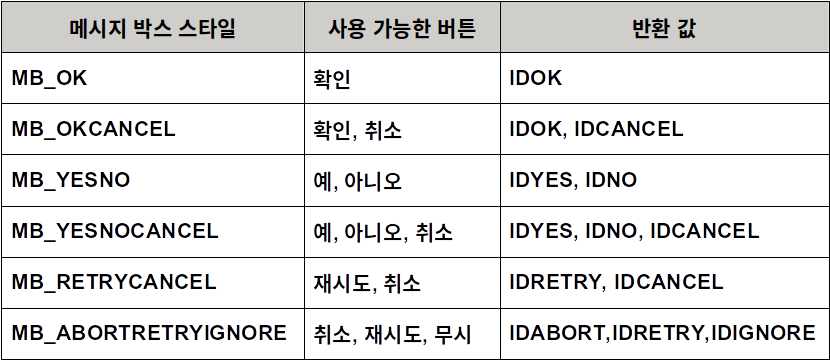 메시지 박스 스타일 사용 가능한 버튼 반환 값
MB_OK 확인 IDOK
MB_OKCANCEL 확인, 취소 IDOK, IDCANCEL
MB_YESNO 예, 아니오 IDYES, IDNO
MB_YESNOCANCEL 예, 아니오, 취소 IDYES, IDNO, IDCANCEL
MB_RETRYCANCEL 재시도, 취소 IDRETRY, IDCANCEL
MB_ABORTRETRYIGNORE 취소, 재시도, 무시 IDABORT,IDRETRY,IDIGNORE